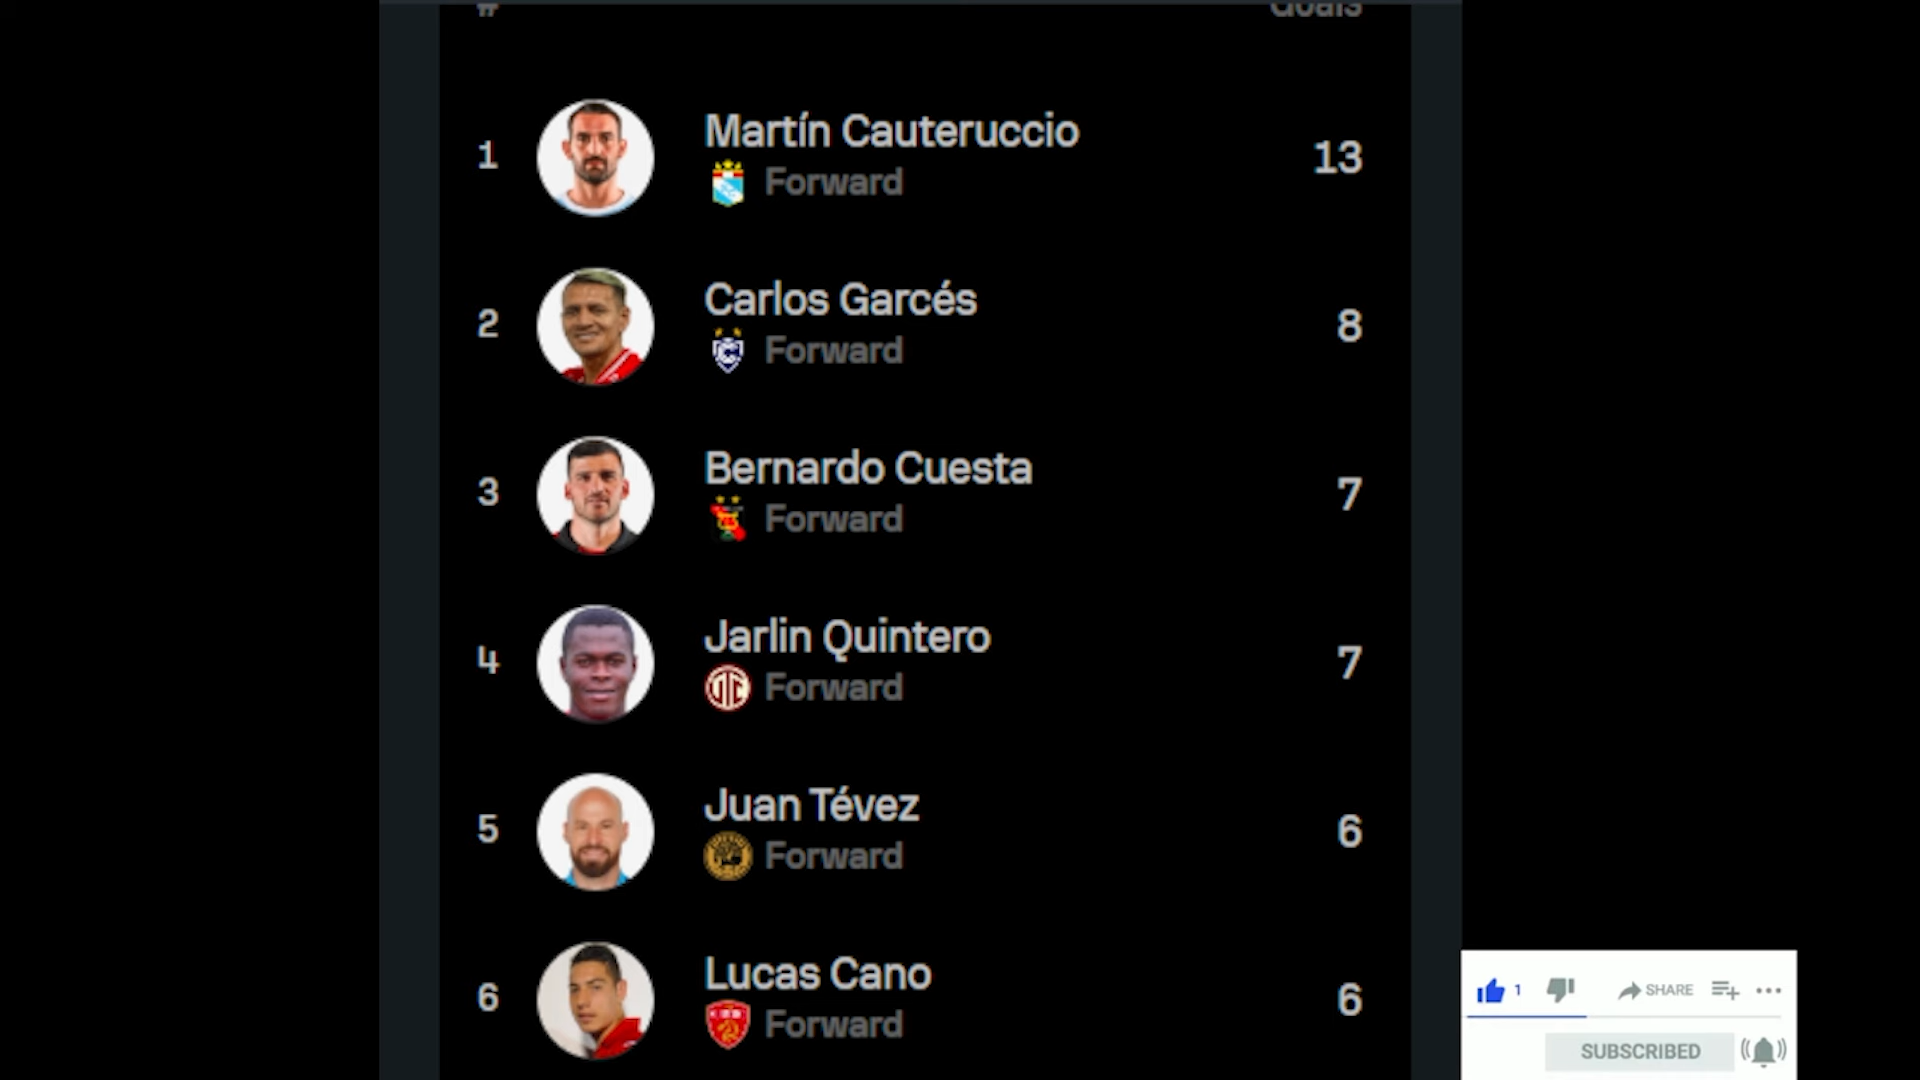 # Goals
1 Martín Cauteruccio 13
Forward
2 Carlos Garcés 8
Forward
3 Bernardo Cuesta 7
Forward
4 Jarlin Quintero 7
Forward
5 Juan Tévez 6
Forward
6 Lucas Cano 6
Forward
1 SHARE
SUBSCRIBED